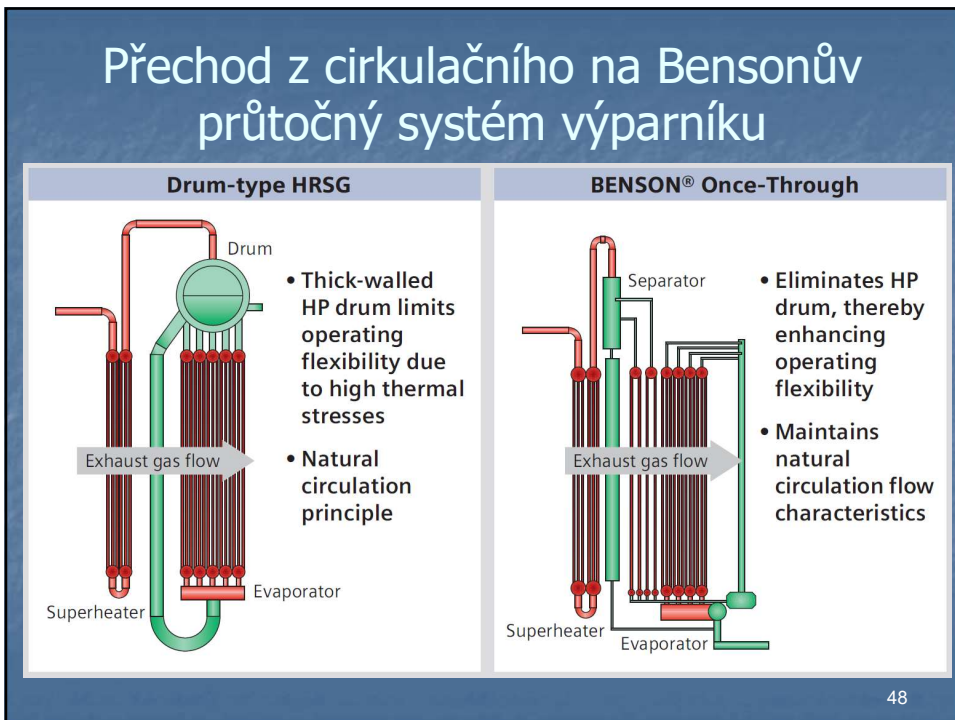 Přechod z cirkulačního na Bensonův
průtočný systém výparníku
Drum-type HRSG
Drum
• Thick-walled
HP drum limits
operating
flexibility due
to high thermal
stresses
• Natural
circulation
principle
Exhaust gas flow
Superheater
Evaporator
BENSON® Once-Through
Separator
• Eliminates HP
drum, thereby
enhancing
operating
flexibility
• Maintains
natural
circulation flow
characteristics
Exhaust gas flow
Superheater
Evaporator
48